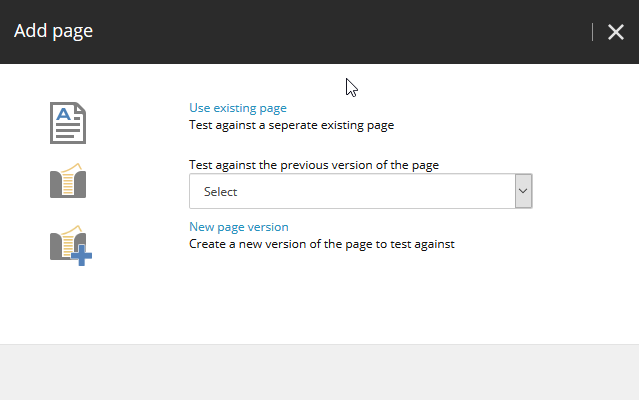 Add page
Use existing page
Test against a seperate existing page
Test against the previous version of the page
Select
New page version
Create a new version of the page to test against